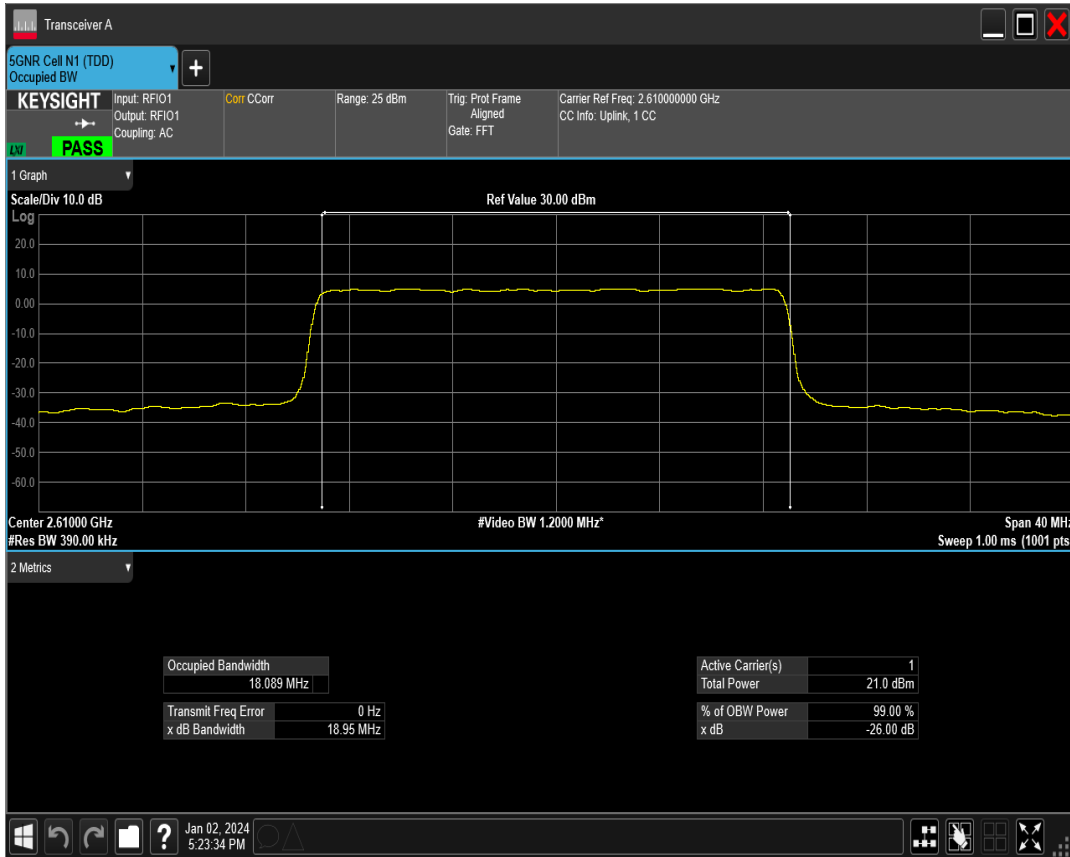 Transceiver A
5GNR Cell N1 (TDD)
Occupied BW
KEYSIGHT
LXI
PASS
Input: RFIO1
Output: RFIO1
Coupling: AC
Corr CCorr
Range: 25 dBm
Trig: Prot Frame
Aligned
Gate: FFT
Carrier Ref Freq: 2.610000000 GHz
CC Info: Uplink, 1 CC
1 Graph
Scale/Div 10.0 dB
Ref Value 30.00 dBm
Log
20.0
10.0
0.00
-10.0
-20.0
-30.0
-40.0
-50.0
-60.0
Center 2.61000 GHz
#Video BW 1.2000 MHz*
Span 40 MHz
#Res BW 390.00 kHz
Sweep 1.00 ms (1001 pts
2 Metrics
Occupied Bandwidth
18.089 MHz
Transmit Freq Error 0 Hz
x dB Bandwidth 18.95 MHz
Active Carrier(s) 1
Total Power 21.0 dBm
% of OBW Power 99.00 %
x dB -26.00 dB
?
Jan 02, 2024
5:23:34 PM